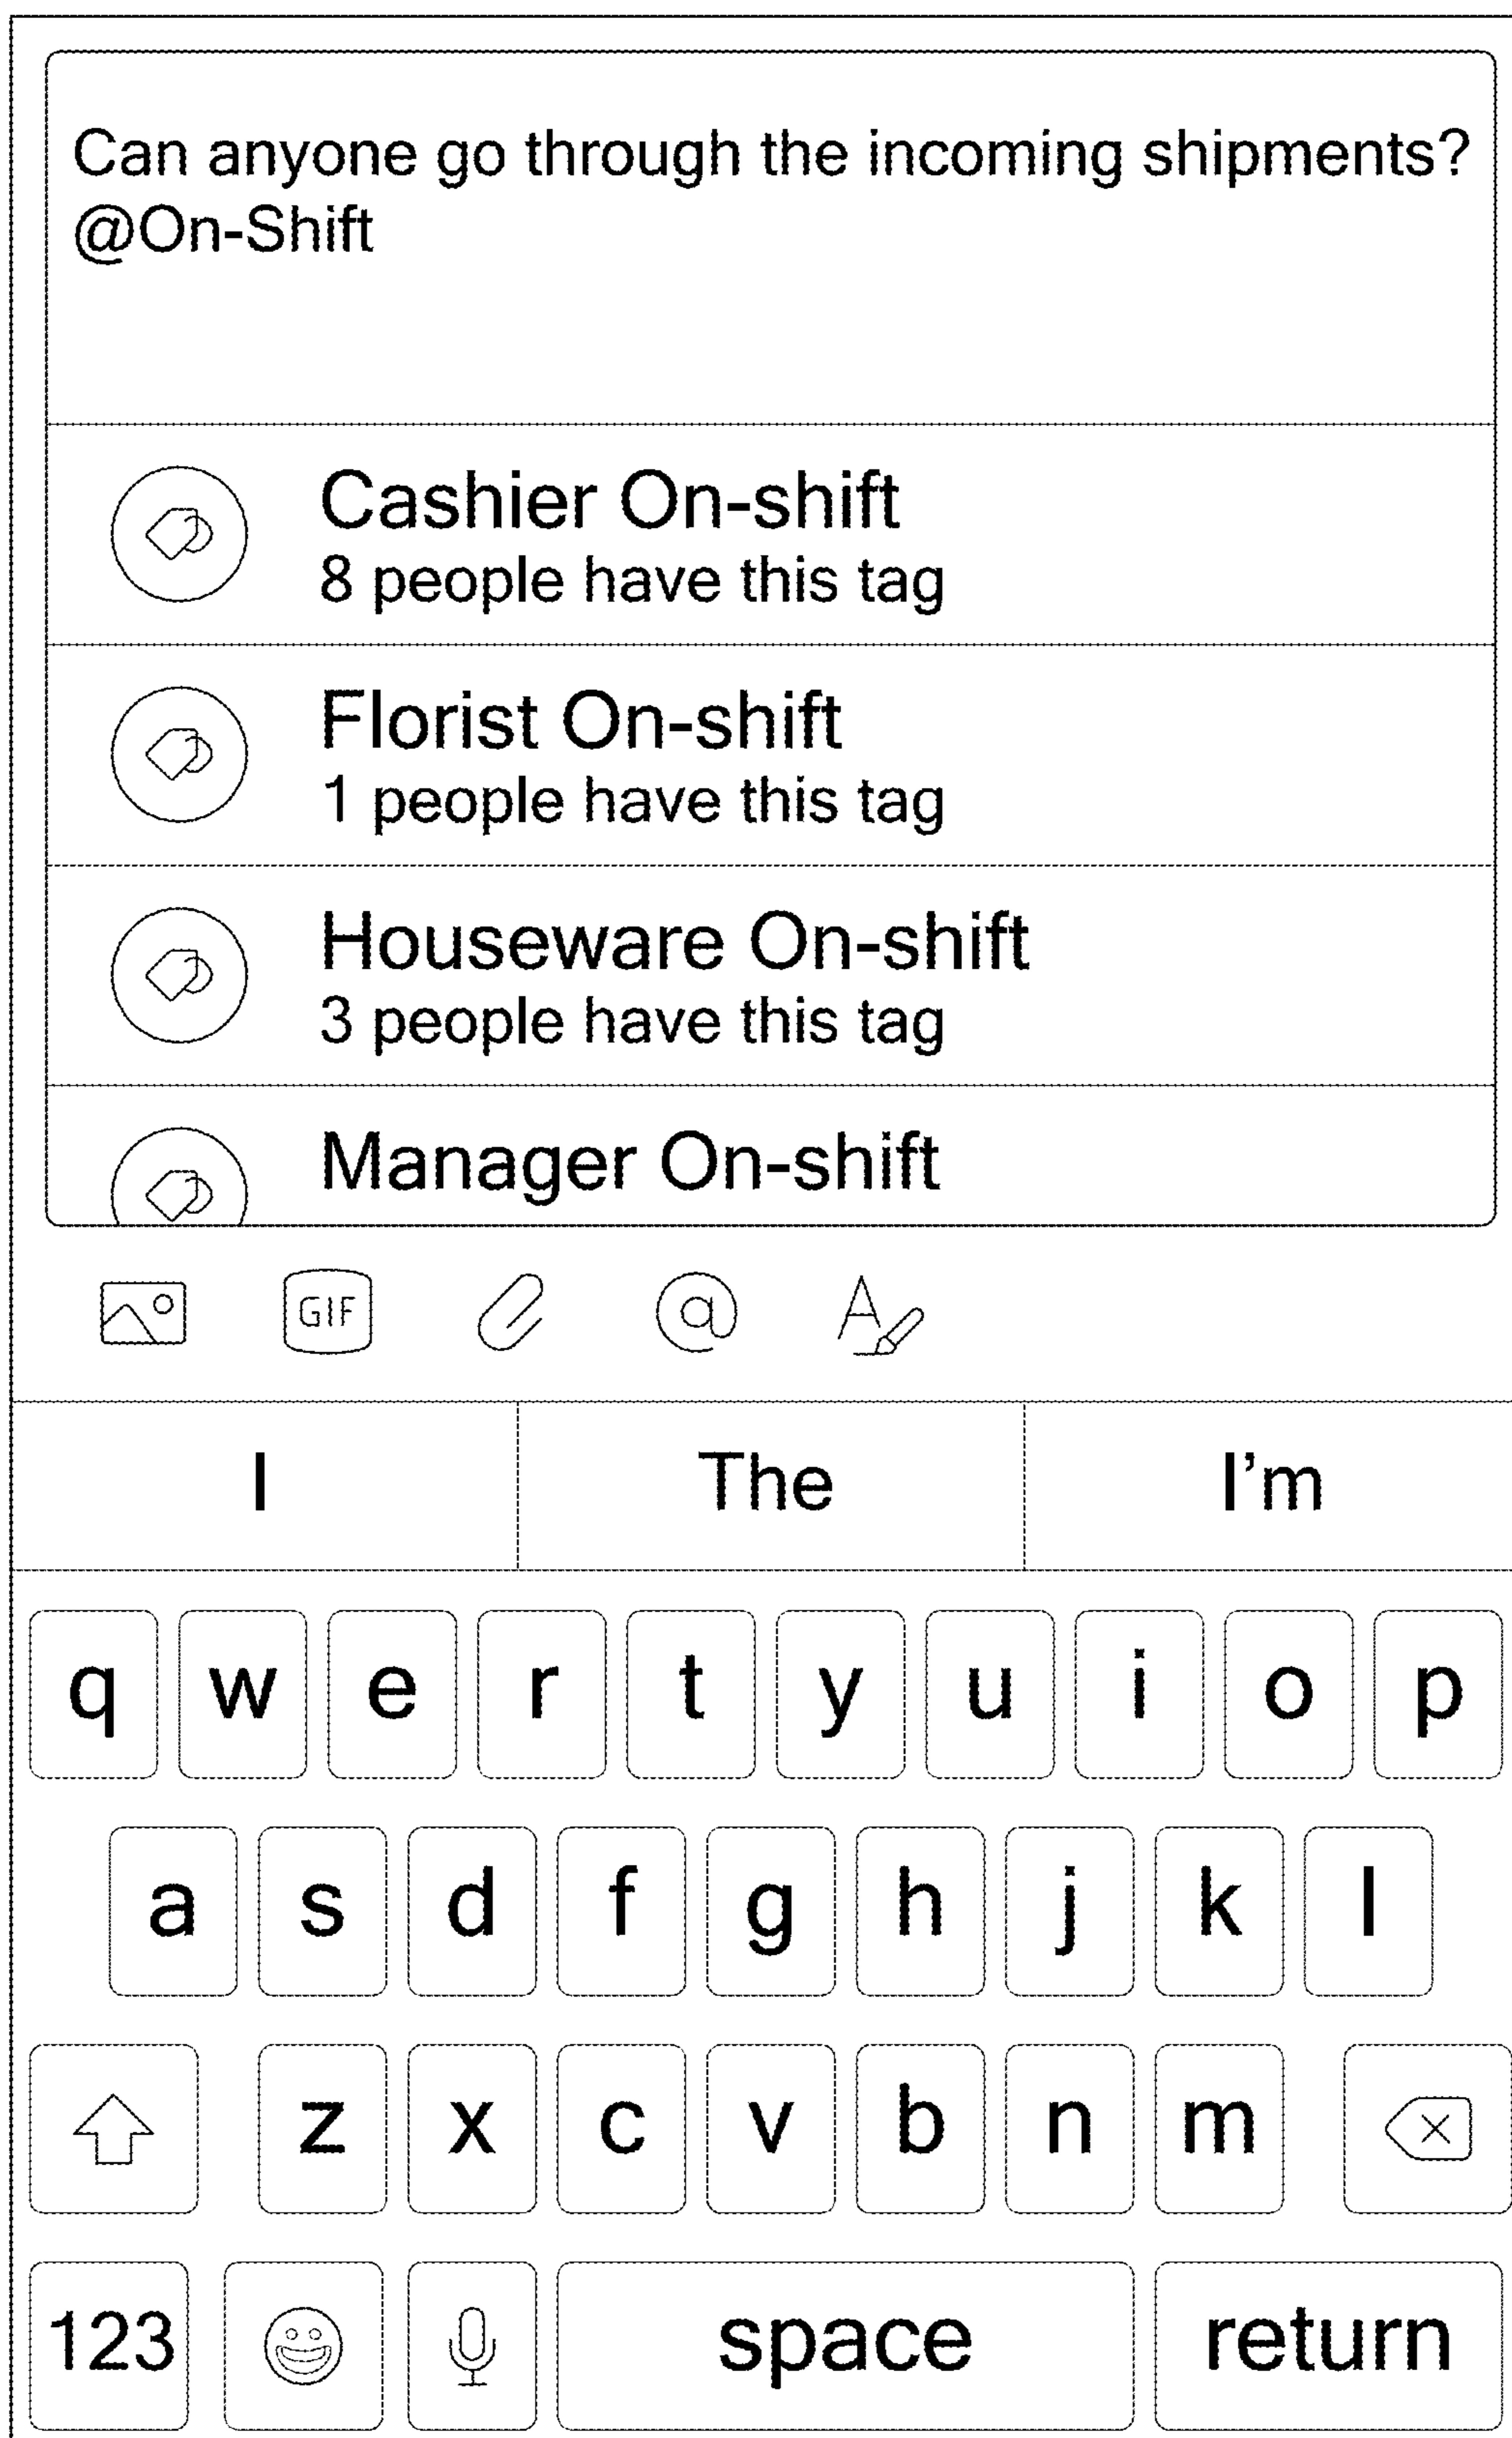 Can anyone go through the incoming shipments?
@On-Shift
Cashier On-shift
8 people have this tag
Florist On-shift
1 people have this tag
Houseware On-shift
3 people have this tag
Manager On-shift
GIF @ A
I The I’m
q w e r t y u i o p
a s d f g h j k l
z x c v b n m
123 space return